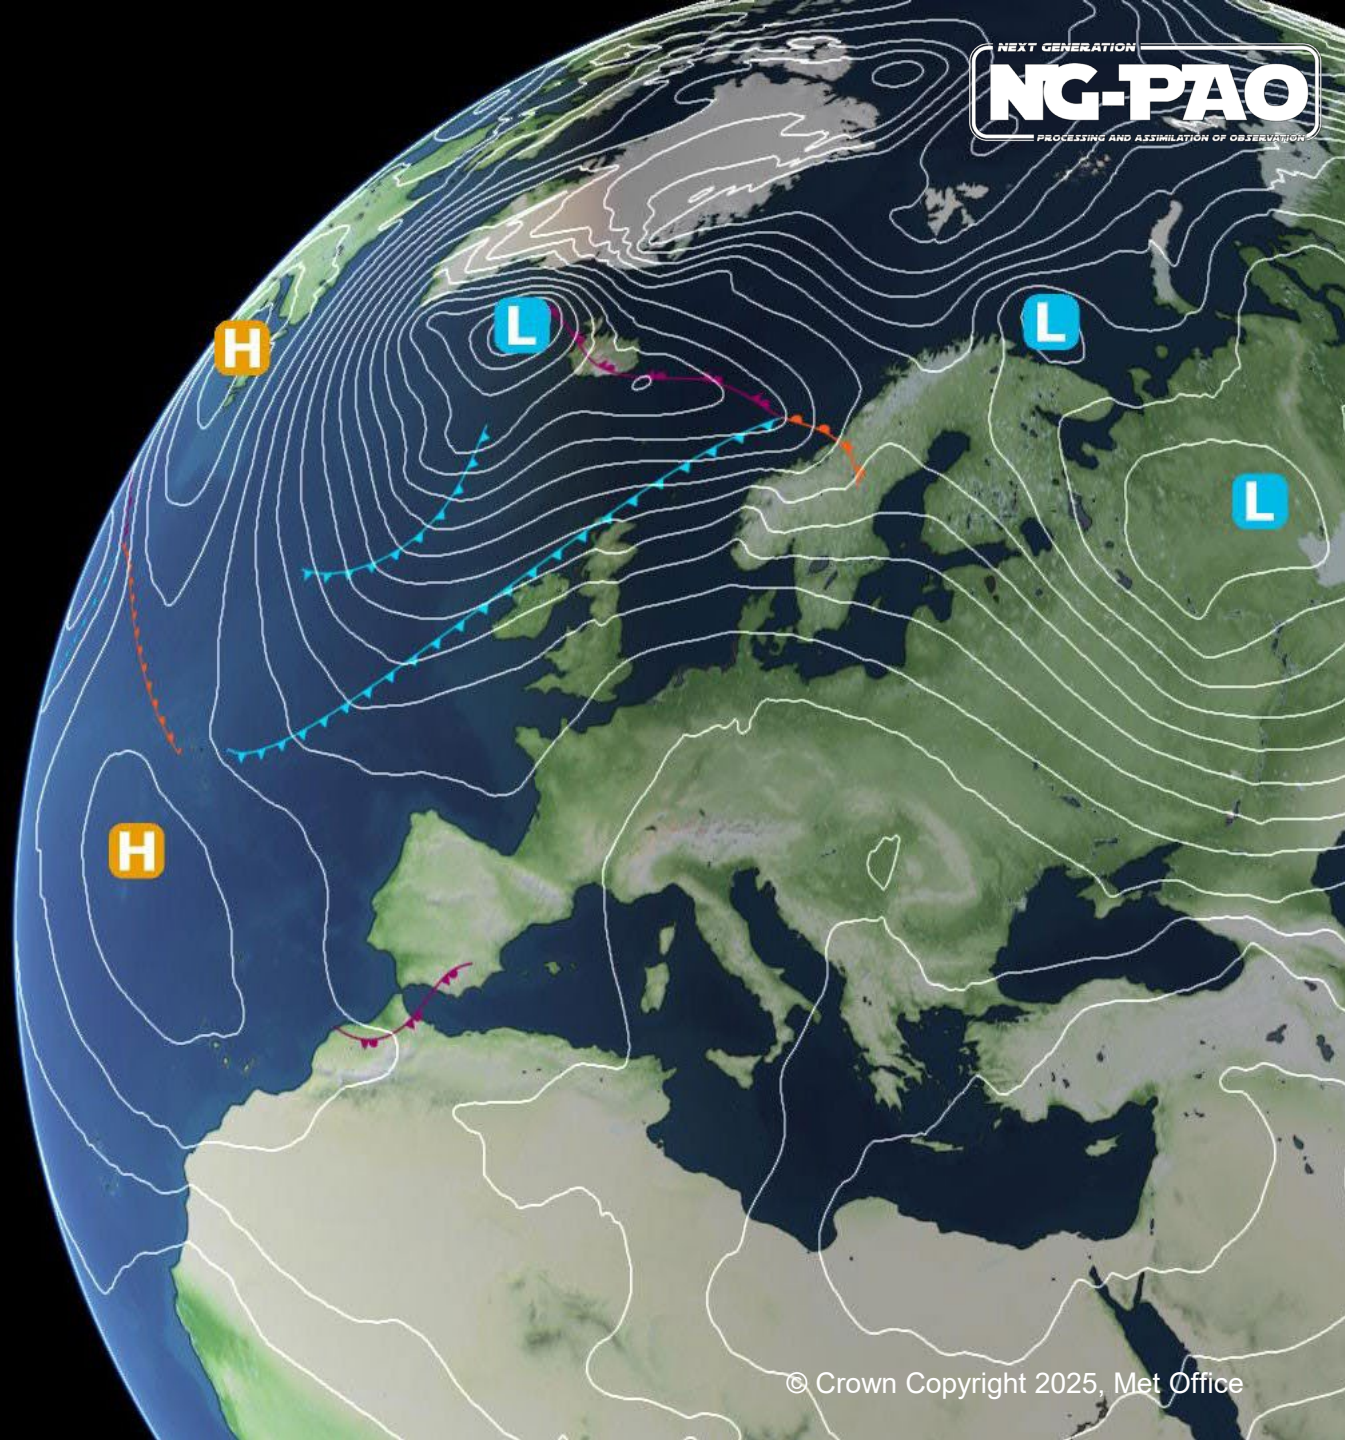 NEXT GENERATION
NG-PAO
PROCESSING AND ASSIMILATION OF OBSERVATION
L
L
H
L
H
© Crown Copyright 2025, Met Office